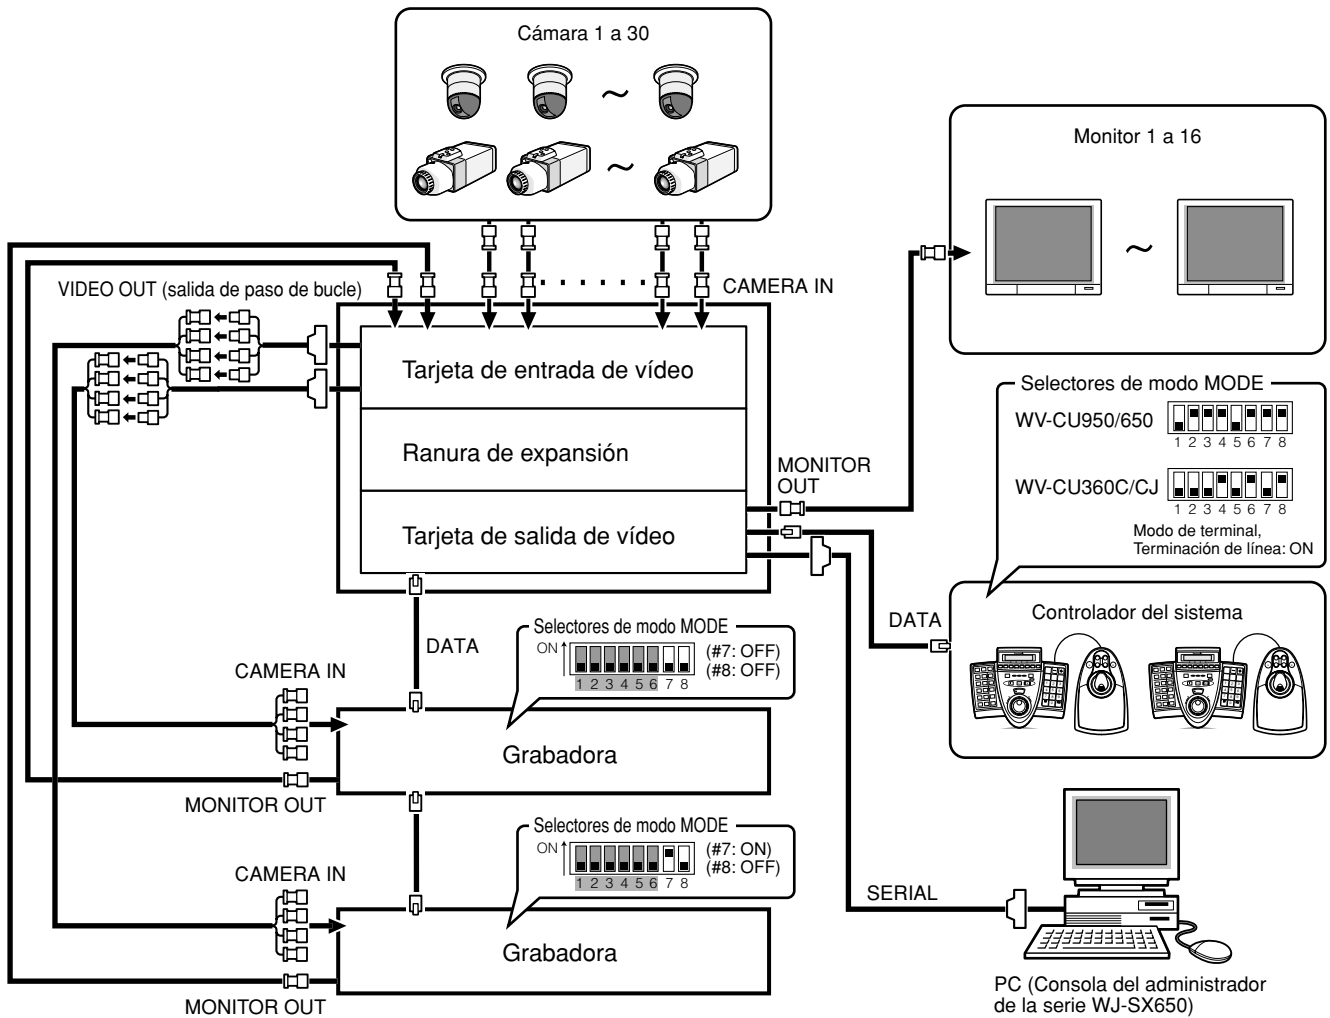 Cámara 1 a 30
Monitor 1 a 16
VIDEO OUT (salida de paso de bucle)
CAMERA IN
Tarjeta de entrada de vídeo
Ranura de expansión
Tarjeta de salida de vídeo
MONITOR
OUT
Selectores de modo MODE
WV-CU950/650
1 2 3 4 5 6 7 8
WV-CU360C/CJ
1 2 3 4 5 6 7 8
Modo de terminal,
Terminación de línea: ON
DATA
Controlador del sistema
DATA
Selectores de modo MODE
ON
(#7: OFF)
(#8: OFF)
1 2 3 4 5 6 7 8
CAMERA IN
Grabadora
MONITOR OUT
Selectores de modo MODE
ON
(#7: ON)
(#8: OFF)
1 2 3 4 5 6 7 8
CAMERA IN
Grabadora
MONITOR OUT
SERIAL
PC (Consola del administrador
de la serie WJ-SX650)